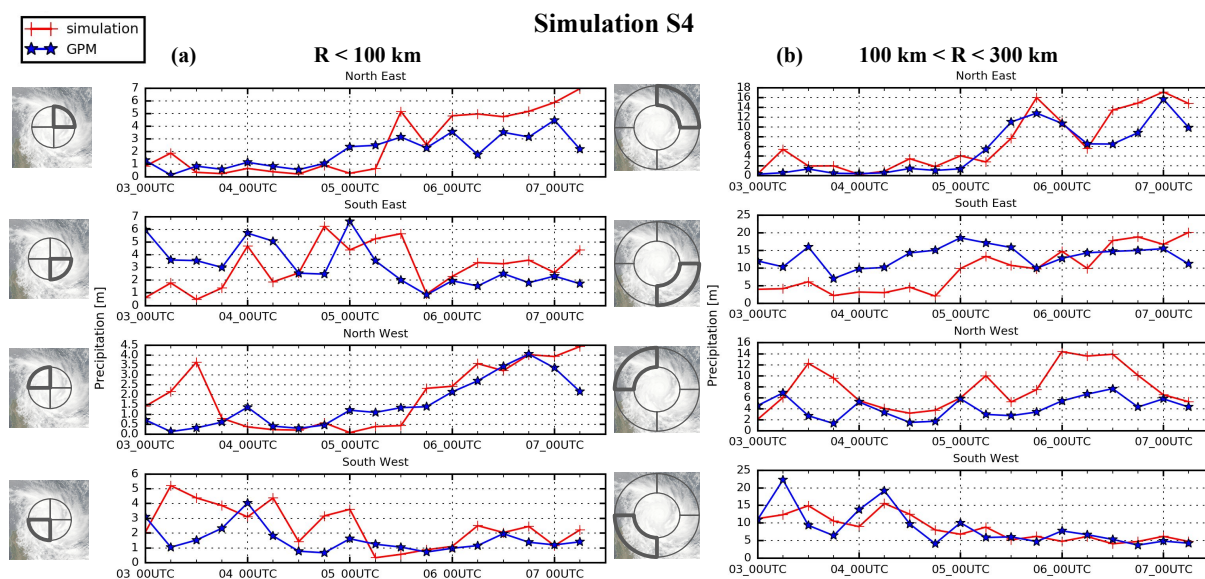 Simulation S4
simulation
GPM
(a) R < 100 km
(b) 100 km < R < 300 km
North East
7
6
5
4
3
2
1
0
03_00UTC 04_00UTC 05_00UTC 06_00UTC 07_00UTC
North East
18
16
14
12
10
8
6
4
2
0
03_00UTC 04_00UTC 05_00UTC 06_00UTC 07_00UTC
South East
7
6
5
4
3
2
1
0
03_00UTC 04_00UTC 05_00UTC 06_00UTC 07_00UTC
South East
25
20
15
10
5
0
03_00UTC 04_00UTC 05_00UTC 06_00UTC 07_00UTC
Precipitation [m]
Precipitation [m]
North West
4.5
4.0
3.5
3.0
2.5
2.0
1.5
1.0
0.5
0.0
03_00UTC 04_00UTC 05_00UTC 06_00UTC 07_00UTC
North West
16
14
12
10
8
6
4
2
0
03_00UTC 04_00UTC 05_00UTC 06_00UTC 07_00UTC
South West
6
5
4
3
2
1
0
03_00UTC 04_00UTC 05_00UTC 06_00UTC 07_00UTC
South West
25
20
15
10
5
0
03_00UTC 04_00UTC 05_00UTC 06_00UTC 07_00UTC